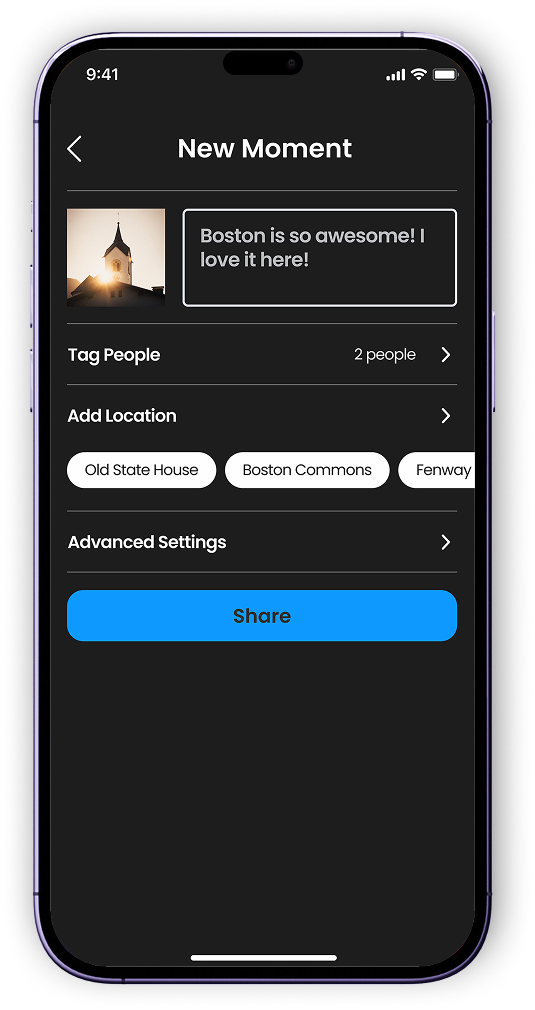 9:41
New Moment
Boston is so awesome! I
love it here!
Tag People
2 people
Add Location
Old State House
Boston Commons
Fenway
Advanced Settings
Share